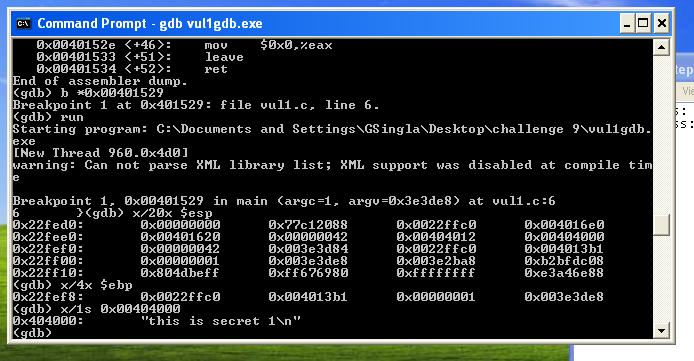 Command Prompt - gdb vul1gdb.exe
0x0040152e <+46>: mov $0x0,%eax
0x00401533 <+51>: leave
0x00401534 <+52>: ret
End of assembler dump.
(gdb) b *0x00401529
Breakpoint 1 at 0x401529: file vul1.c, line 6.
(gdb) run
Starting program: C:\Documents and Settings\GSingla\Desktop\challenge 9\vul1gdb.
exe
[New Thread 960.0x4d0]
warning: Can not parse XML library list; XML support was disabled at compile tim
e
Breakpoint 1, 0x00401529 in main (argc=1, argv=0x3e3de8) at vul1.c:6
6 }(gdb) x/20x $esp
0x22fed0: 0x00000000 0x77c12088 0x0022ffc0 0x004016e0
0x22fee0: 0x00401620 0x00000042 0x00404012 0x00404000
0x22fef0: 0x00000042 0x003e3d84 0x0022ffc0 0x004013b1
0x22ff00: 0x00000001 0x003e3de8 0x003e2ba8 0xb2bfdc08
0x22ff10: 0x804dbeff 0xff676980 0xffffffff 0xe3a46e88
(gdb) x/4x $ebp
0x22fef8: 0x0022ffc0 0x004013b1 0x00000001 0x003e3de8
(gdb) x/1s 0x00404000
0x404000: "this is secret 1\n"
(gdb)